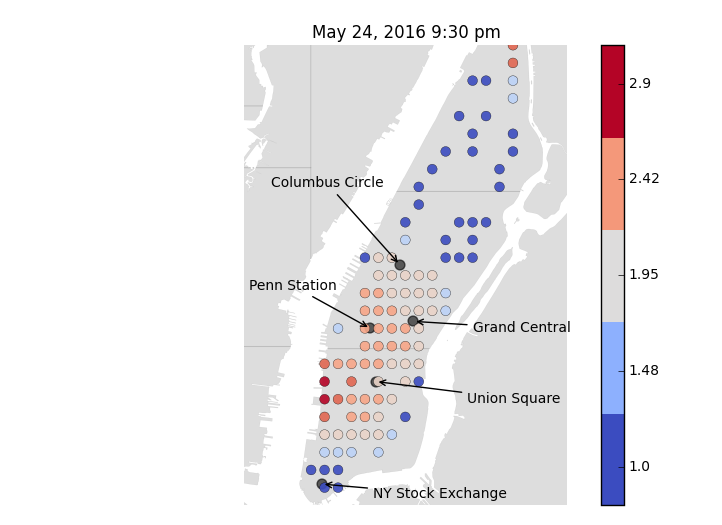 May 24, 2016 9:30 pm
2.9
Columbus Circle
2.42
Penn Station
1.95
Grand Central
1.48
Union Square
1.0
NY Stock Exchange